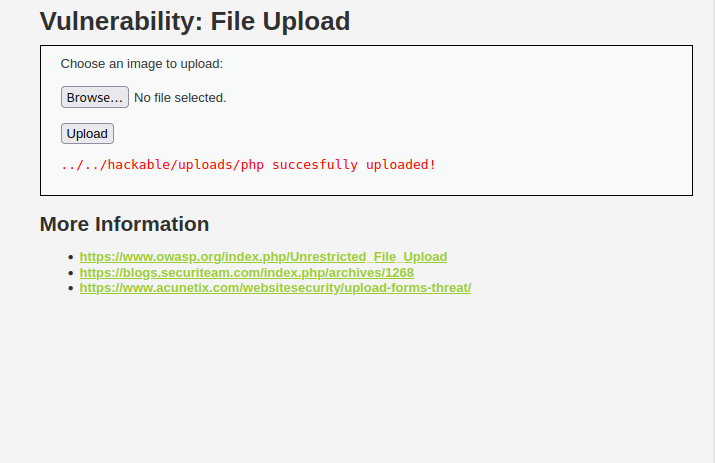 Vulnerability: File Upload
Choose an image to upload:
Browse... No file selected.
Upload
../../hackable/uploads/php succesfully uploaded!
More Information
• https://www.owasp.org/index.php/Unrestricted_File_Upload
• https://blogs.securiteam.com/index.php/archives/1268
• https://www.acunetix.com/websitesecurity/upload-forms-threat/